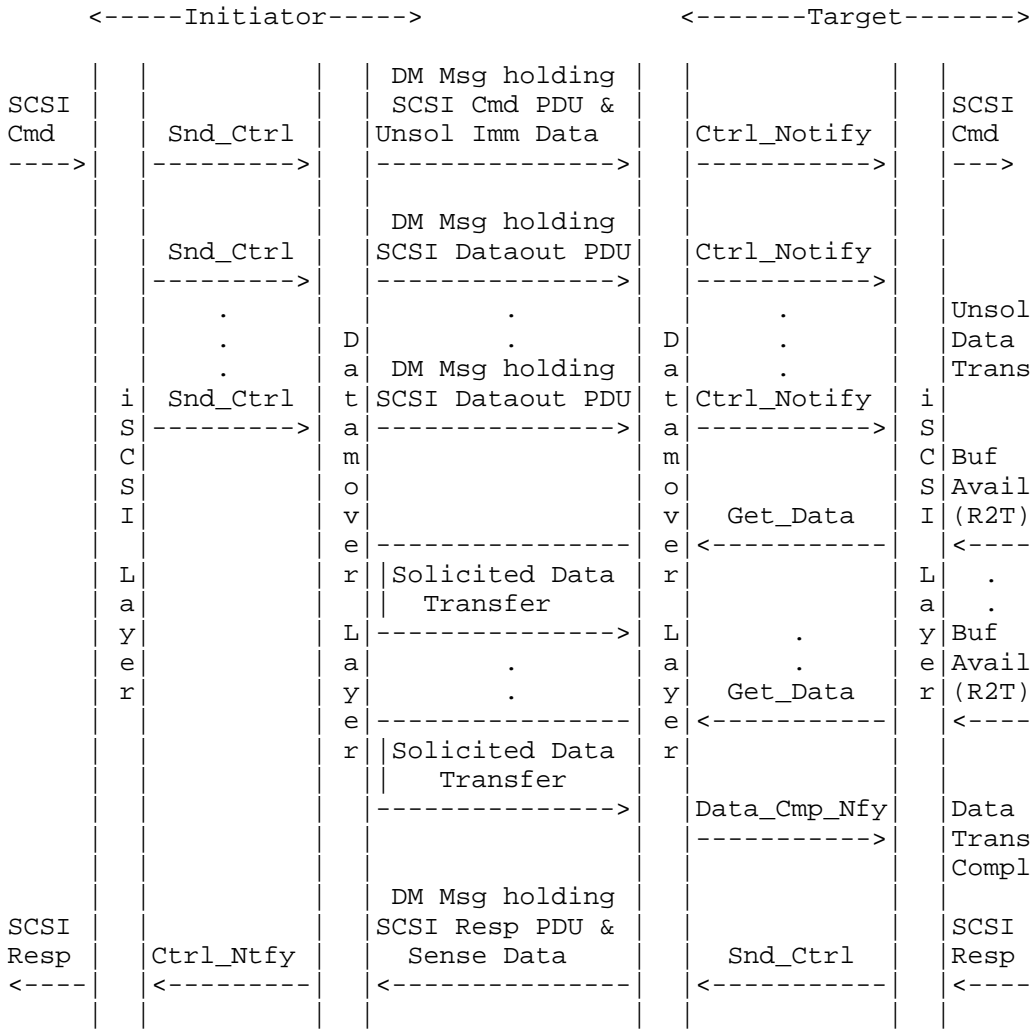 <-----Initiator----->                <-------Target------->

     |  |          |  | DM Msg holding |  |           |  |
SCSI |  |          |  | SCSI Cmd PDU & |  |           |  |SCSI
Cmd  |  | Snd_Ctrl |  |Unsol Imm Data  |  |Ctrl_Notify|  |Cmd
---->|  |--------->|  |--------------->|  |---------->|  |--->
     |  |          |  |                |  |           |  |
     |  |          |  | DM Msg holding |  |           |  |
     |  | Snd_Ctrl |  |SCSI Dataout PDU|  |Ctrl_Notify|  |
     |  |--------->|  |--------------->|  |---------->|  |
     |  |    .     |  |        .       |  |     .     |  |Unsol
     |  |    .     | D|        .       | D|     .     |  |Data
     |  |    .     | a| DM Msg holding | a|     .     |  |Trans
     | i| Snd_Ctrl | t|SCSI Dataout PDU| t|Ctrl_Notify| i|
     | S|--------->| a|--------------->| a|---------->| S|
     | C|          | m|                | m|           | C|Buf
     | S|          | o|                | o|           | S|Avail
     | I|          | v|                | v|  Get_Data | I|(R2T)
     |  |          | e|----------------| e|<----------|  |<----
     | L|          | r||Solicited Data | r|           | L|  .
     | a|          |  ||  Transfer     |  |           | a|  .
     | y|          | L|--------------->| L|     .     | y|Buf
     | e|          | a|        .       | a|     .     | e|Avail
     | r|          | y|        .       | y|  Get_Data | r|(R2T)
     |  |          | e|----------------| e|<----------|  |<----
     |  |          | r||Solicited Data | r|           |  |
     |  |          |  ||   Transfer    |  |           |  |
     |  |          |  |--------------->|  |Data_Cmp_Nfy| |Data
     |  |          |  |                |  |---------->|  |Trans
     |  |          |  |                |  |           |  |Compl
     |  |          |  | DM Msg holding |  |           |  |
SCSI |  |          |  |SCSI Resp PDU & |  |           |  |SCSI
Resp |  |Ctrl_Ntfy |  |  Sense Data    |  | Snd_Ctrl  |  |Resp
<----|  |<---------|  |<---------------|  |<----------|  |<----
     |  |          |  |                |  |           |  |